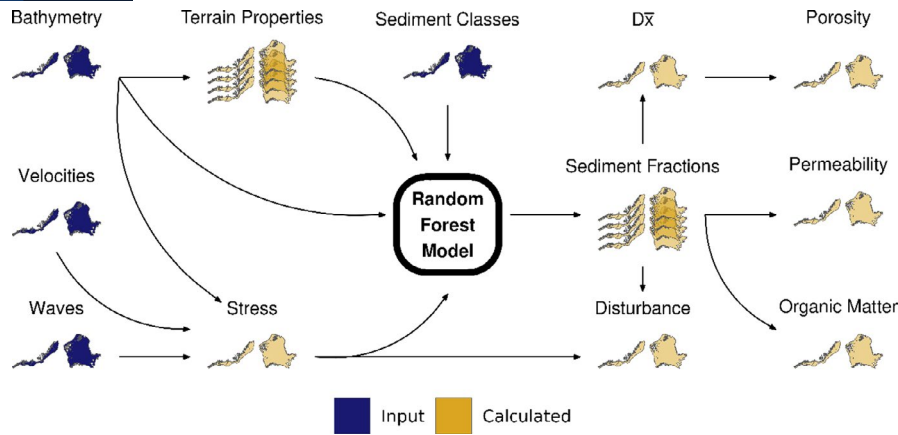 Bathymetry
Terrain Properties
Sediment Classes
Dx̅
Porosity
Velocities
Sediment Fractions
Permeability
Random
Forest
Model
Waves
Stress
Disturbance
Organic Matter
Input
Calculated